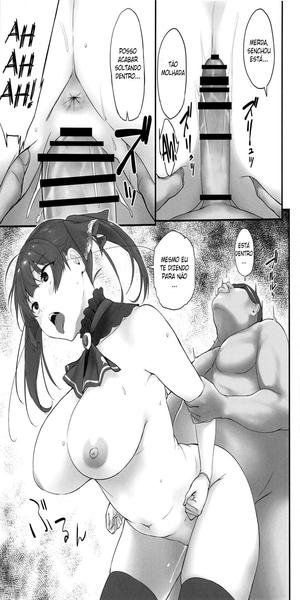 MERDA,
SENCHOU
ESTÁ...
TÃO
MOLHADA
POSSO
ACABAR
SOLTANDO
DENTRO...
AH
AH
AH!
ESTÁ
DENTRO
...
MESMO EU
TE DIZENDO
PARA NÃO
...
ぶるん